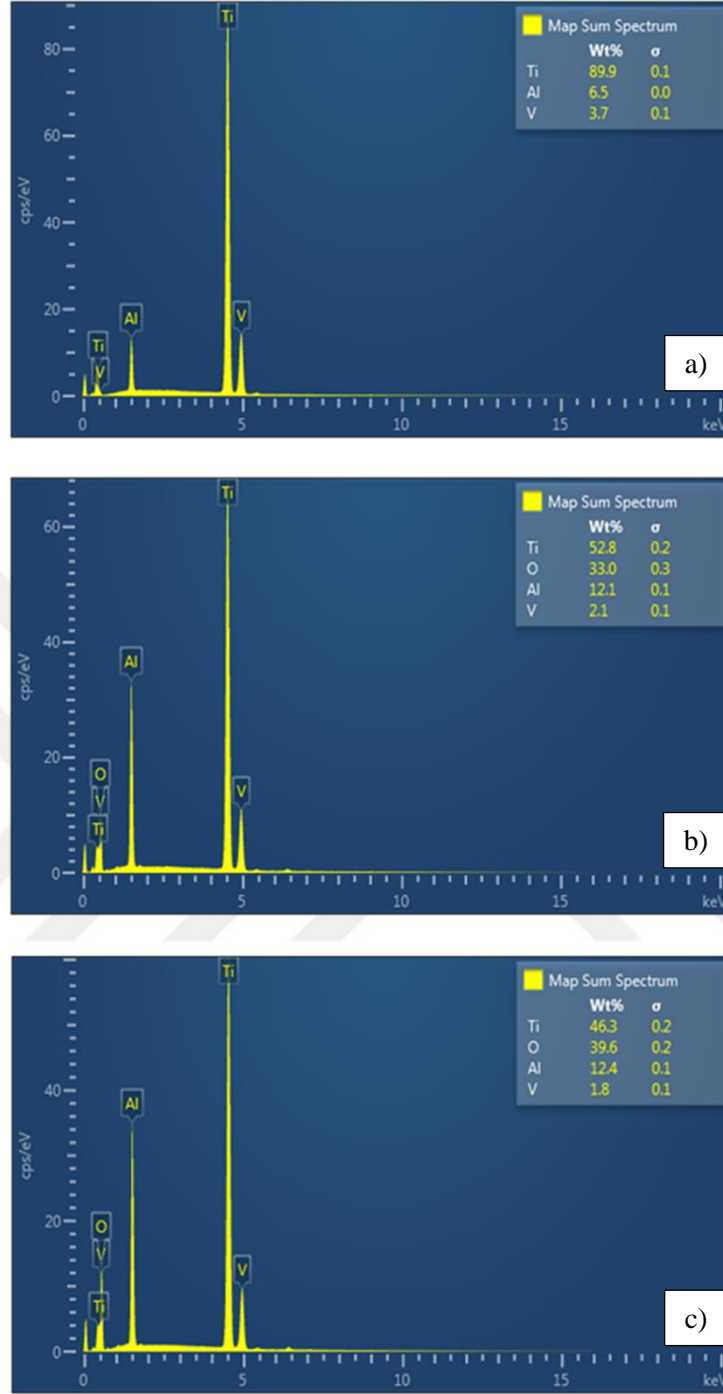 Map Sum Spectrum
Wt% σ
Ti 89.9 0.1
Al 6.5 0.0
V 3.7 0.1
Ti
Al
V
Ti
V
cps/eV
80
60
40
20
0
0 5 10 15 keV
a)
Map Sum Spectrum
Wt% σ
Ti 52.8 0.2
O 33.0 0.3
Al 12.1 0.1
V 2.1 0.1
Ti
Al
O
V
Ti
V
cps/eV
60
40
20
0
0 5 10 15 keV
b)
Map Sum Spectrum
Wt% σ
Ti 46.3 0.2
O 39.6 0.2
Al 12.4 0.1
V 1.8 0.1
Ti
Al
O
V
Ti
V
cps/eV
40
20
0
0 5 10 15 keV
c)